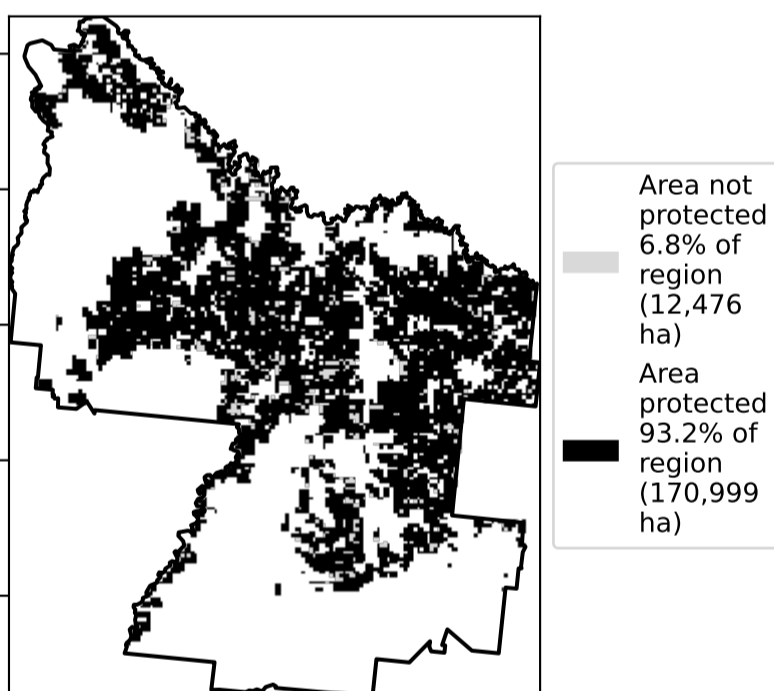 Area not
protected
6.8% of
region
(12,476
ha)
Area
protected
93.2% of
region
(170,999
ha)